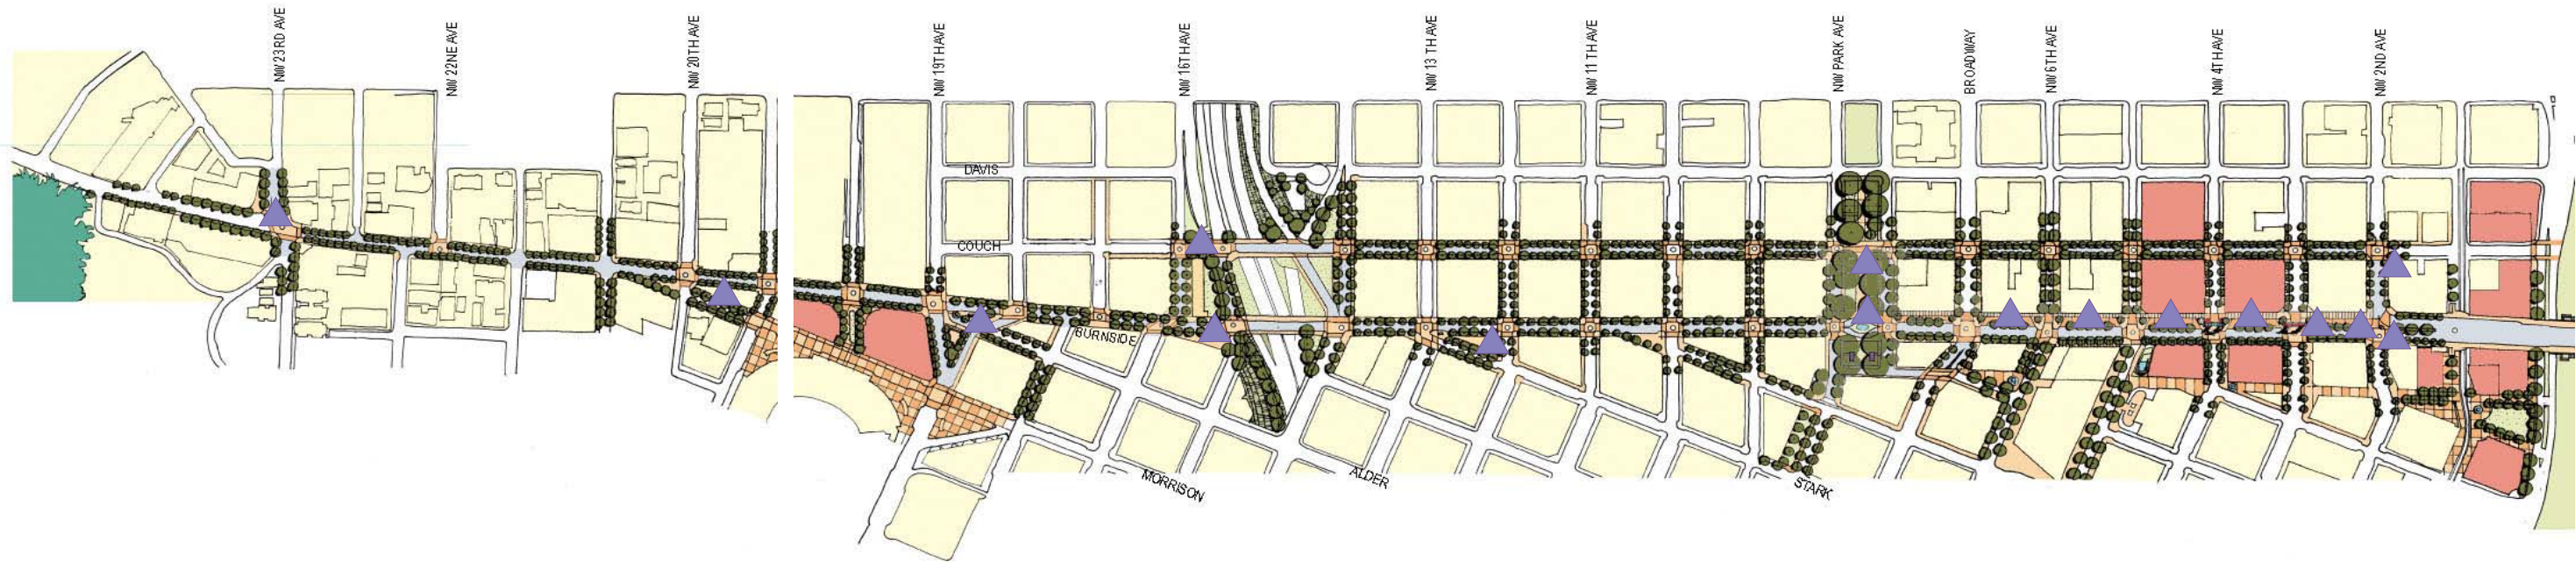 NW 23RD AVE
NW 22NE AVE
NW 20TH AVE
NW 19TH AVE
NW 16TH AVE
NW 13 TH AVE
NW 11 TH AVE
NW PARK AVE
BROADWAY
NW 6TH AVE
NW 4TH AVE
NW 2ND AVE
DAVIS
COUCH
BURNSIDE
MORRISON
ALDER
STARK